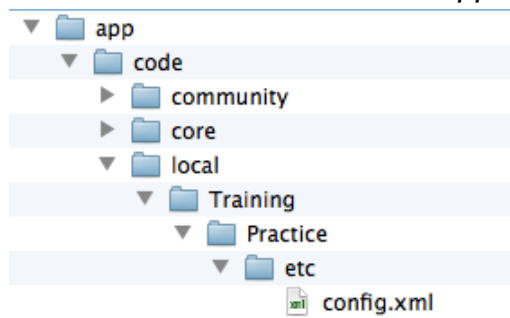 app
code
community
core
local
Training
Practice
etc
config.xml